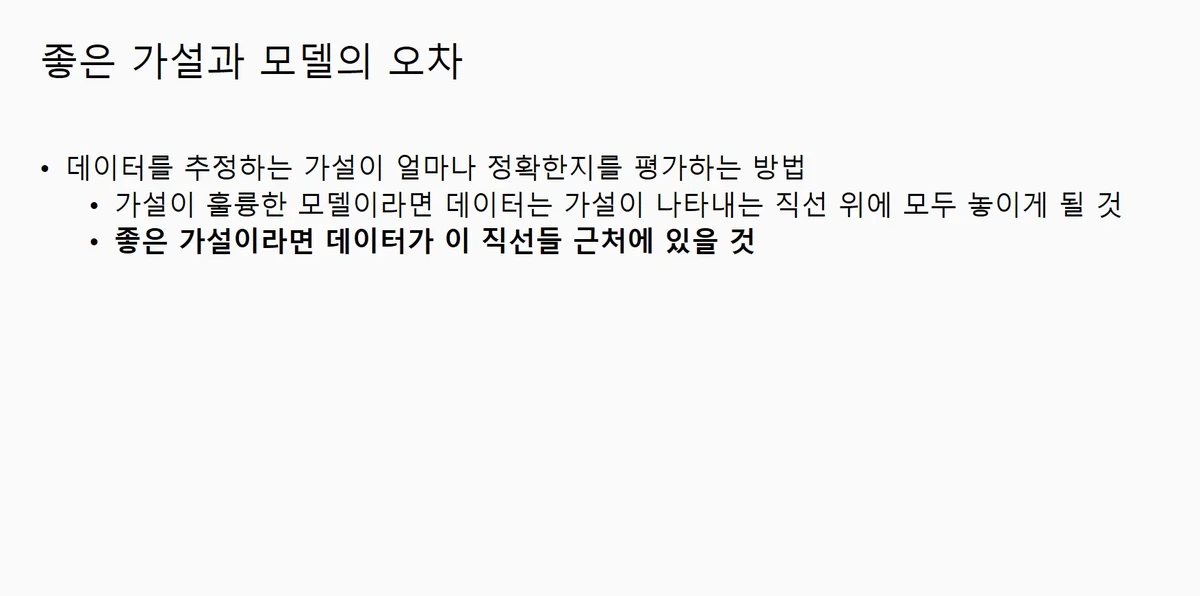 좋은 가설과 모델의 오차
• 데이터를 추정하는 가설이 얼마나 정확한지를 평가하는 방법
• 가설이 훌륭한 모델이라면 데이터는 가설이 나타내는 직선 위에 모두 놓이게 될 것
• 좋은 가설이라면 데이터가 이 직선들 근처에 있을 것